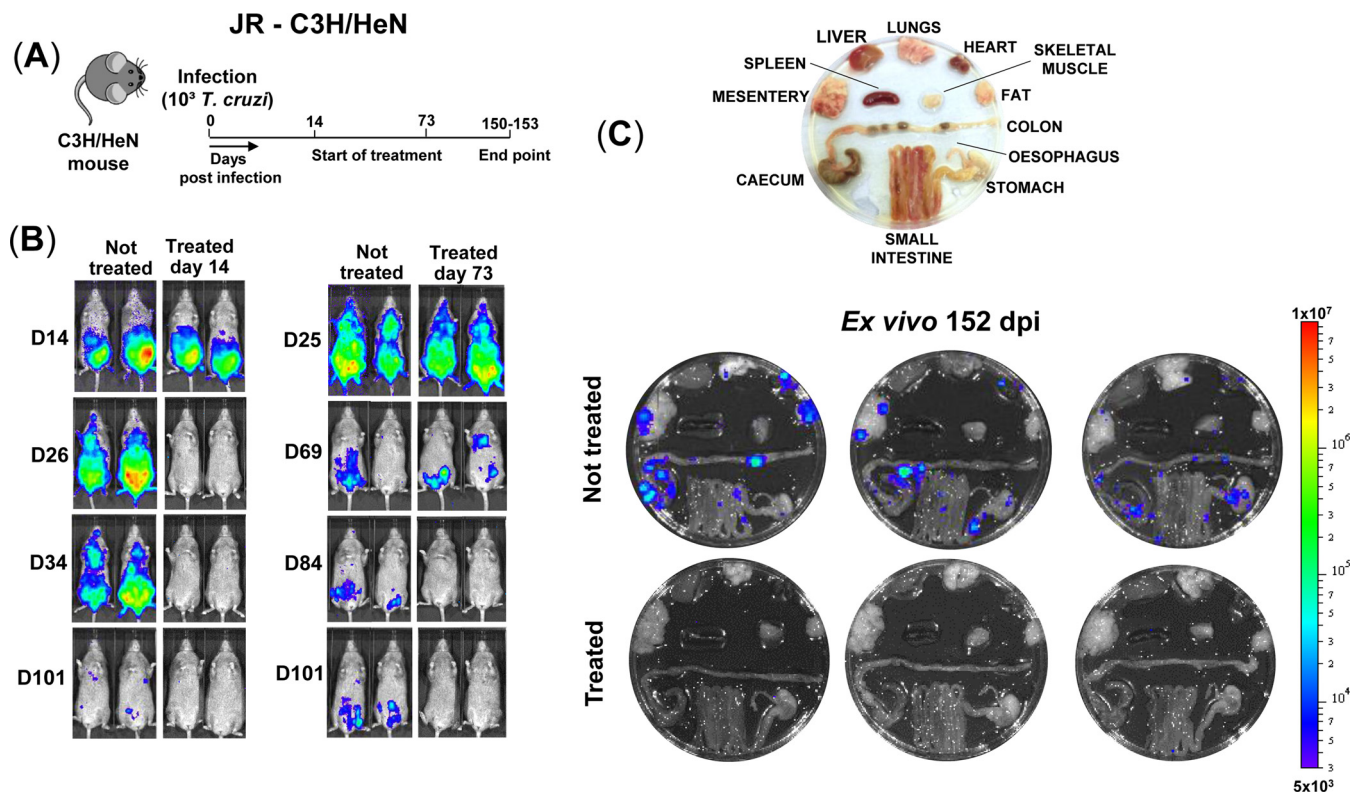 JR - C3H/HeN
(A)
C3H/HeN
mouse
Infection
(10³ T. cruzi)
0
14
73
150-153
Days
post infection
Start of treatment
End point
(B)
Not
treated
Treated
day 14
D14
D26
D34
D101
Not
treated
Treated
day 73
D25
D69
D84
D101
(C)
LIVER
LUNGS
HEART
SPLEEN
SKELETAL
MUSCLE
MESENTERY
FAT
COLON
OESOPHAGUS
CAECUM
STOMACH
SMALL
INTESTINE
Ex vivo 152 dpi
Not treated
Treated
1x10⁷
7
5
3
2
10⁶
7
5
3
2
10⁵
7
5
3
2
10⁴
7
5
3
5x10³